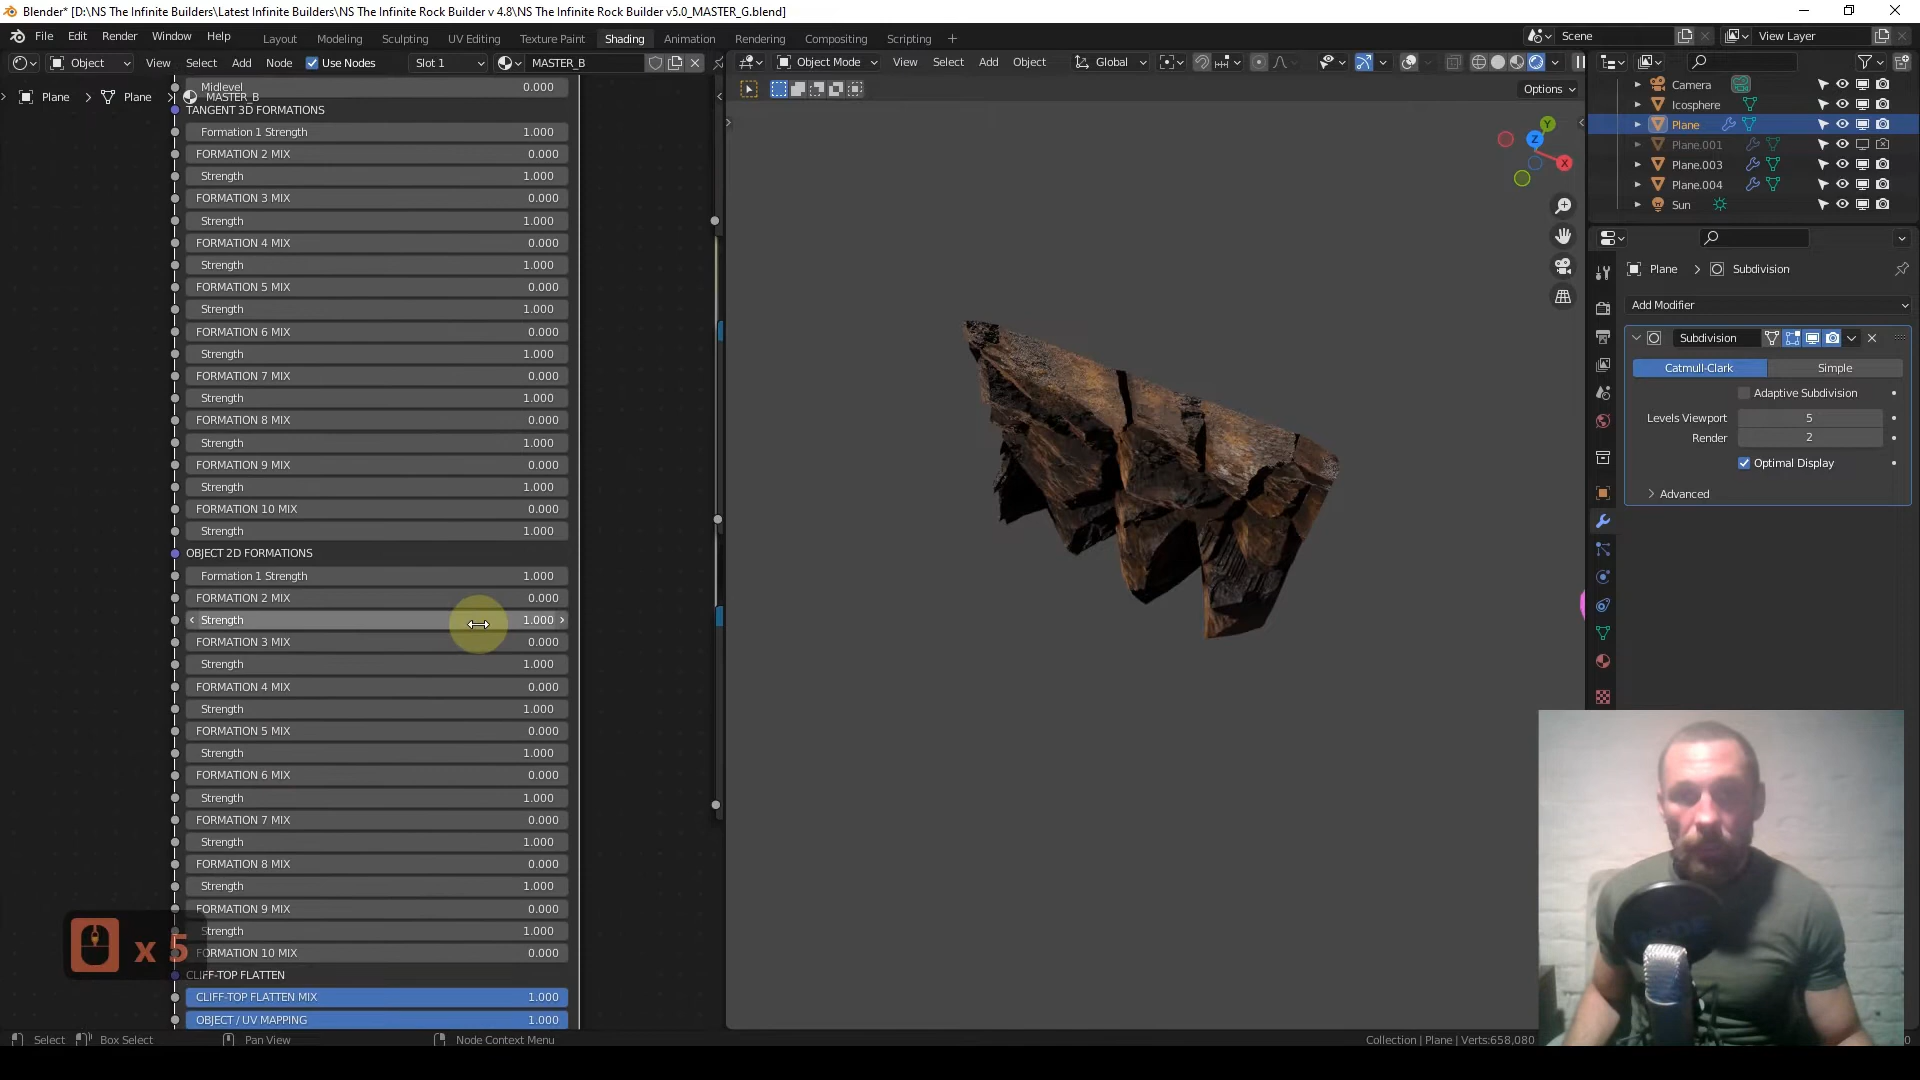 Blender* [D:\NS The Infinite Builders\Latest Infinite Builders\NS The Infinite Rock Builder v 4.8\NS The Infinite Rock Builder v5.0_MASTER_G.blend]
File Edit Render Window Help Layout Modeling Sculpting UV Editing Texture Paint Shading Animation Rendering Compositing Scripting + Scene View Layer
Object View Select Add Node Use Nodes Slot 1 MASTER_B Object Mode View Select Add Object Global
Options
Plane > Plane > MASTER_B
Midlevel 0.000
TANGENT 3D FORMATIONS
Formation 1 Strength 1.000
FORMATION 2 MIX 0.000
Strength 1.000
FORMATION 3 MIX 0.000
Strength 1.000
FORMATION 4 MIX 0.000
Strength 1.000
FORMATION 5 MIX 0.000
Strength 1.000
FORMATION 6 MIX 0.000
Strength 1.000
FORMATION 7 MIX 0.000
Strength 1.000
FORMATION 8 MIX 0.000
Strength 1.000
FORMATION 9 MIX 0.000
Strength 1.000
FORMATION 10 MIX 0.000
Strength 1.000
OBJECT 2D FORMATIONS
Formation 1 Strength 1.000
FORMATION 2 MIX 0.000
Strength 1.000
FORMATION 3 MIX 0.000
Strength 1.000
FORMATION 4 MIX 0.000
Strength 1.000
FORMATION 5 MIX 0.000
Strength 1.000
FORMATION 6 MIX 0.000
Strength 1.000
FORMATION 7 MIX 0.000
Strength 1.000
FORMATION 8 MIX 0.000
Strength 1.000
FORMATION 9 MIX 0.000
Strength 1.000
FORMATION 10 MIX 0.000
CLIFF-TOP FLATTEN
CLIFF-TOP FLATTEN MIX 1.000
OBJECT / UV MAPPING 1.000
x 5
Y
Z
X
Camera
Icosphere
Plane
Plane.001
Plane.003
Plane.004
Sun
Plane > Subdivision
Add Modifier
Subdivision
Catmull-Clark Simple
Adaptive Subdivision
Levels Viewport 5
Render 2
Optimal Display
Advanced
Select Box Select Pan View Node Context Menu Collection | Plane | Verts:658,080